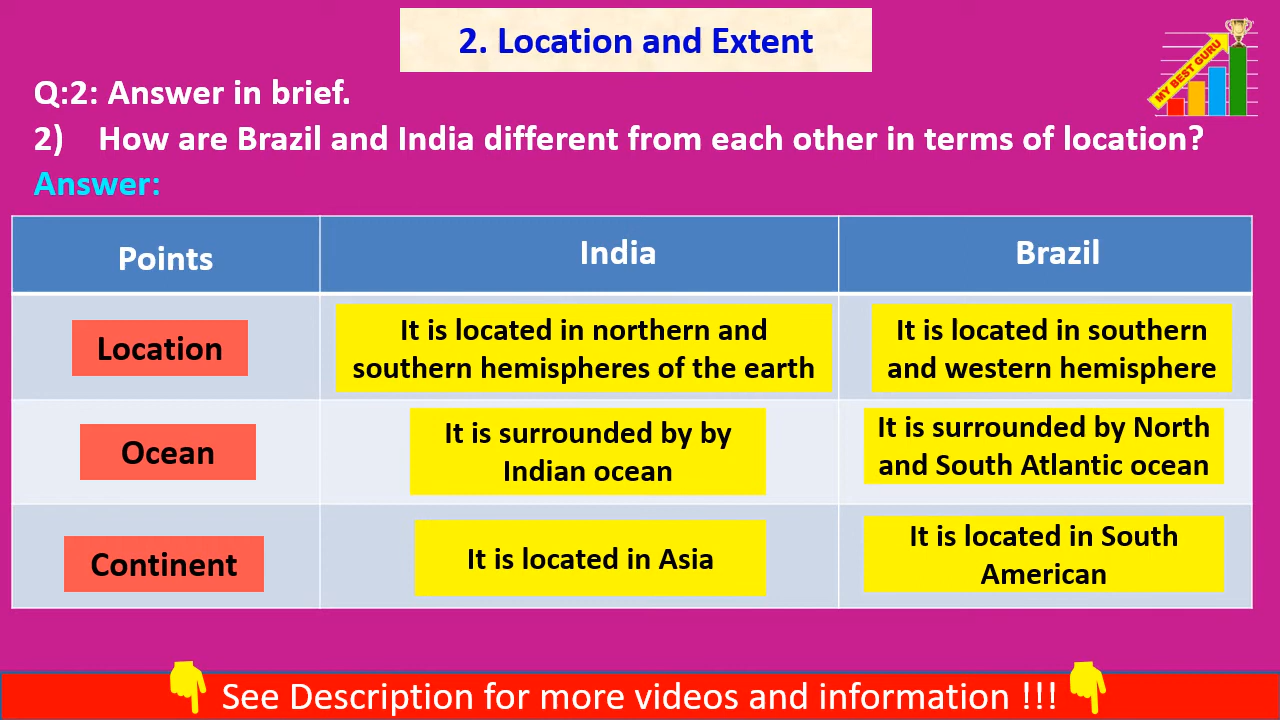 2. Location and Extent
MY BEST GURU
Q:2: Answer in brief.
2) How are Brazil and India different from each other in terms of location?
Answer:
Points India Brazil
Location
It is located in northern and
southern hemispheres of the earth
It is located in southern
and western hemisphere
Ocean
It is surrounded by by
Indian ocean
It is surrounded by North
and South Atlantic ocean
Continent
It is located in Asia
It is located in South
American
See Description for more videos and information !!!